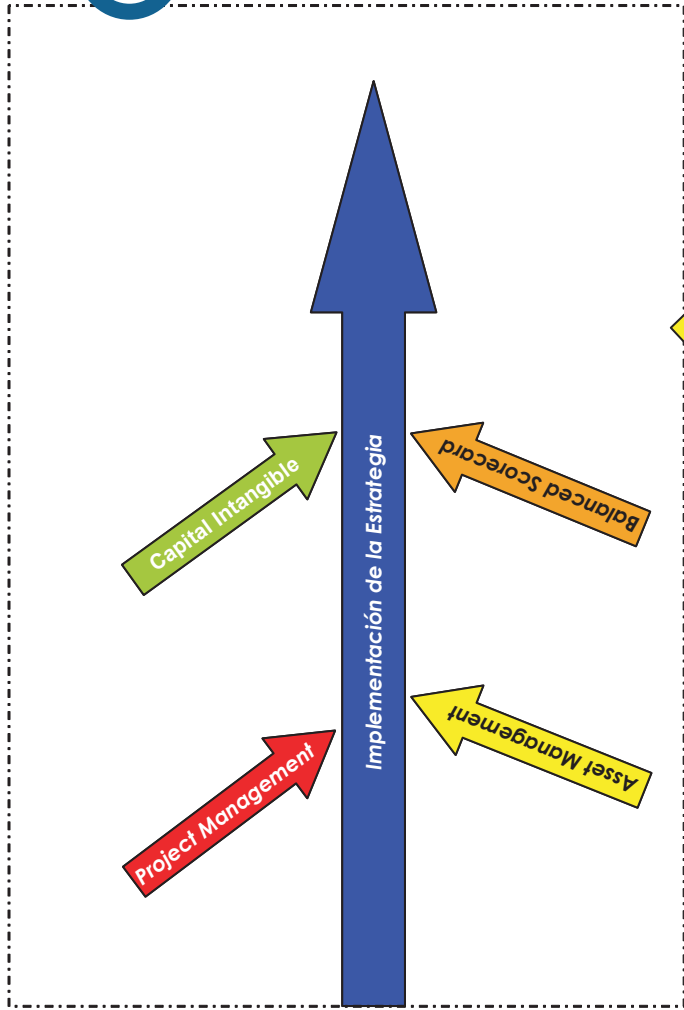 Implementación de la Estrategia
Capital Intangible
Balanced Scorecard
Project Management
Asset Management